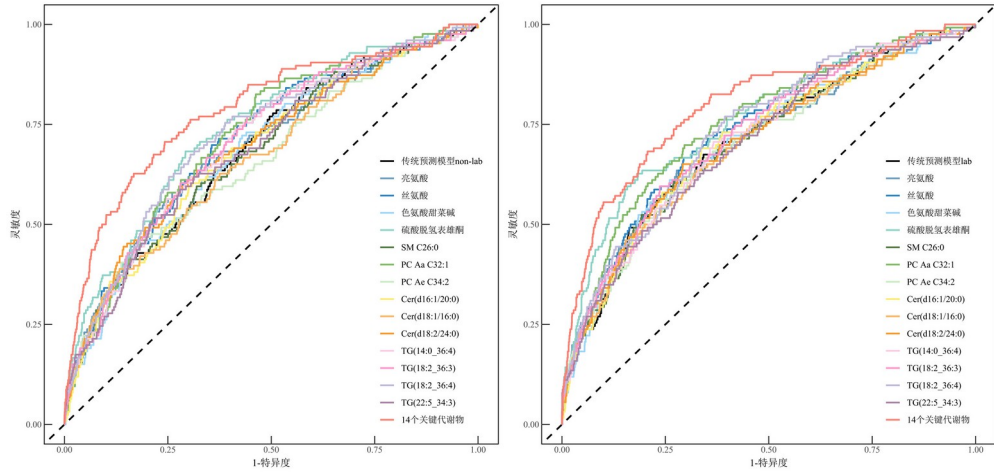 1.00
0.75
0.50
0.25
0.00
灵敏度
0.00
0.25
0.50
0.75
1.00
1-特异度
传统预测模型non-lab
亮氨酸
丝氨酸
色氨酸甜菜碱
硫酸脱氢表雄酮
SM C26:0
PC Aa C32:1
PC Ae C34:2
Cer(d16:1/20:0)
Cer(d18:1/16:0)
Cer(d18:2/24:0)
TG(14:0_36:4)
TG(18:2_36:3)
TG(18:2_36:4)
TG(22:5_34:3)
14个关键代谢物
1.00
0.75
0.50
0.25
0.00
灵敏度
0.00
0.25
0.50
0.75
1.00
1-特异度
传统预测模型lab
亮氨酸
丝氨酸
色氨酸甜菜碱
硫酸脱氢表雄酮
SM C26:0
PC Aa C32:1
PC Ae C34:2
Cer(d16:1/20:0)
Cer(d18:1/16:0)
Cer(d18:2/24:0)
TG(14:0_36:4)
TG(18:2_36:3)
TG(18:2_36:4)
TG(22:5_34:3)
14个关键代谢物